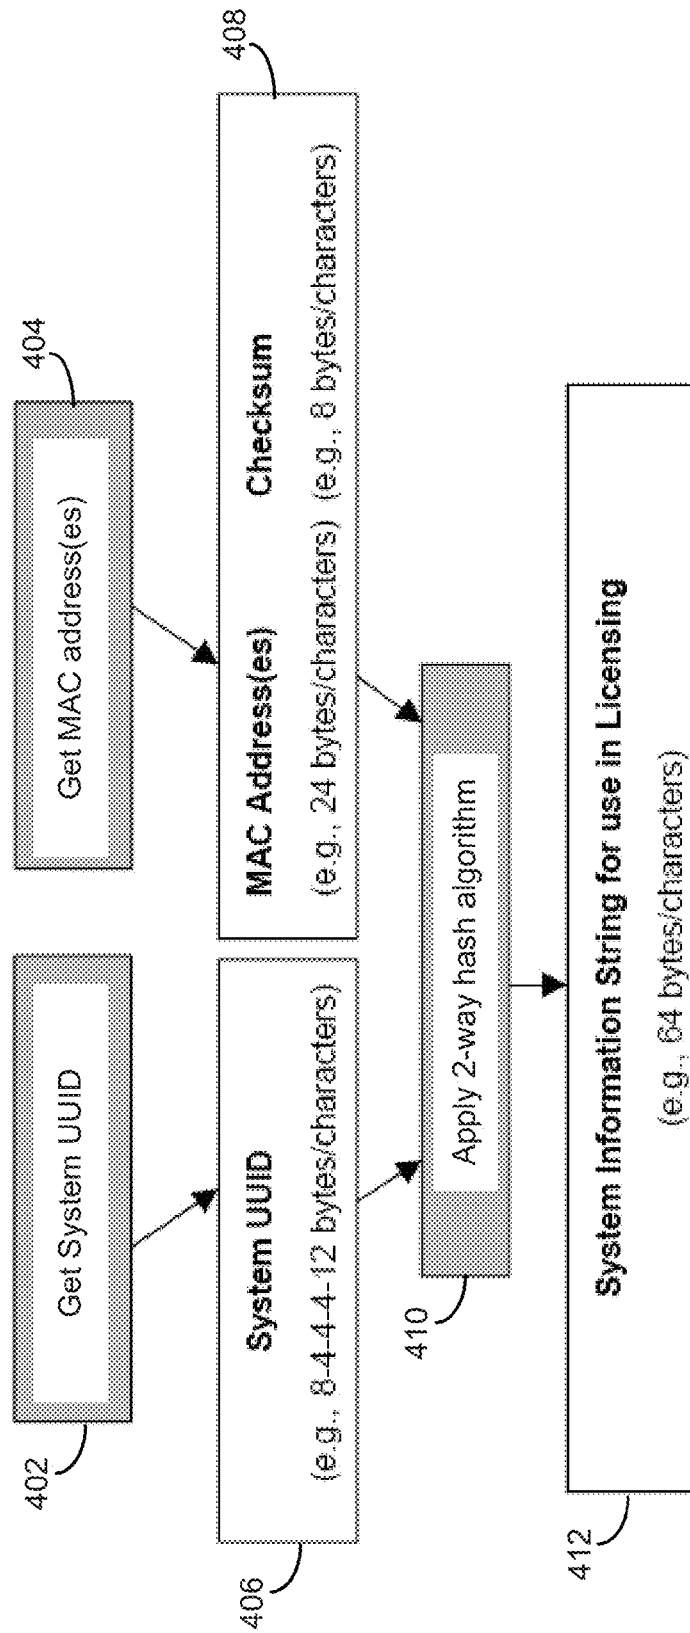 402
Get System UUID
404
Get MAC address(es)
406
System UUID
(e.g., 8-4-4-4-12 bytes/characters)
408
MAC Address(es) Checksum
(e.g., 24 bytes/characters) (e.g., 8 bytes/characters)
410
Apply 2-way hash algorithm
412
System Information String for use in Licensing
(e.g., 64 bytes/characters)